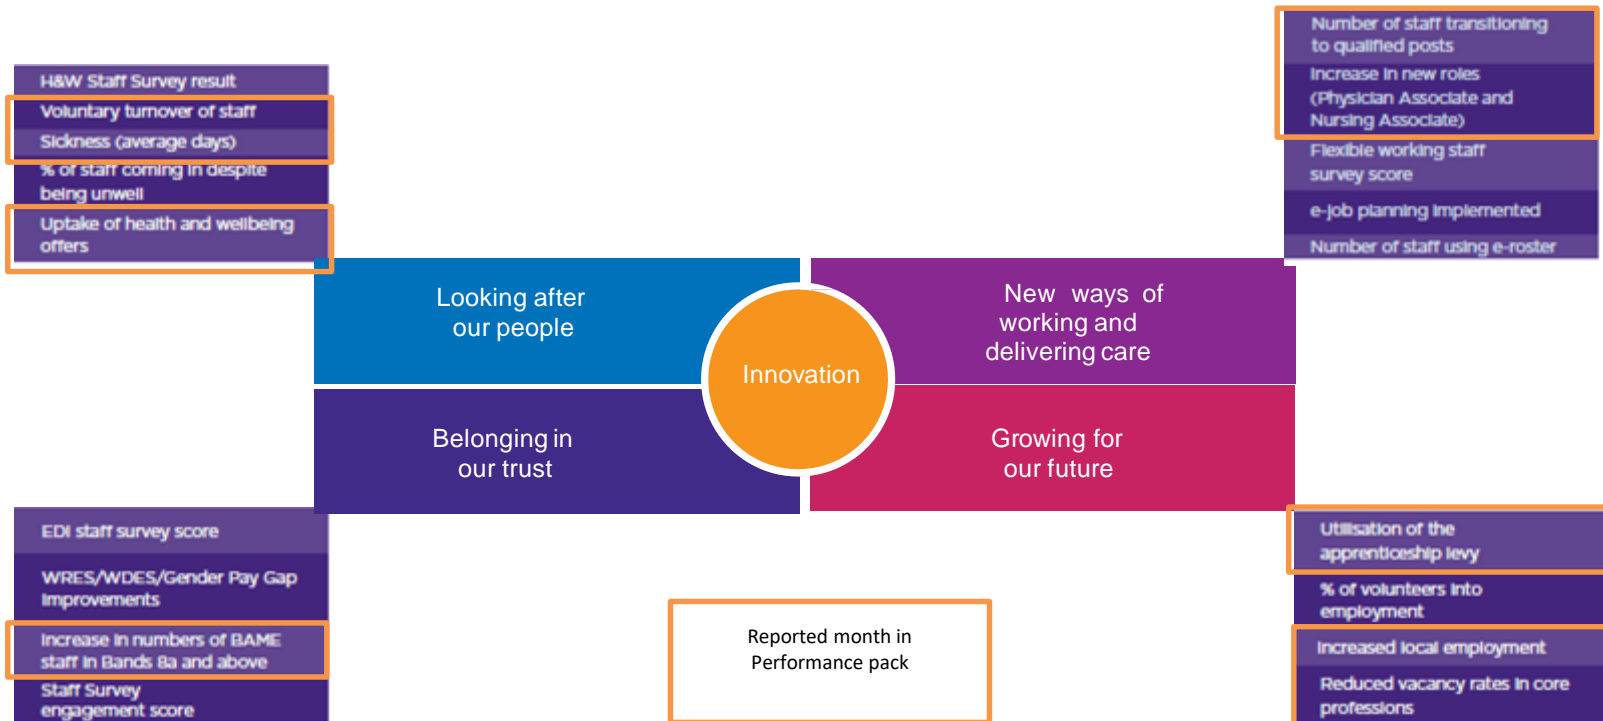 H&W Staff Survey result
Voluntary turnover of staff
Sickness (average days)
% of staff coming in despite
being unwell
Uptake of health and wellbeing
offers
Number of staff transitioning
to qualified posts
Increase in new roles
(Physician Associate and
Nursing Associate)
Flexible working staff
survey score
e-job planning implemented
Number of staff using e-roster
Looking after
our people
New ways of
working and
delivering care
Innovation
Belonging in
our trust
Growing for
our future
EDI staff survey score
WRES/WDES/Gender Pay Gap
Improvements
Increase in numbers of BAME
staff in Bands 8a and above
Staff Survey
engagement score
Reported month in
Performance pack
Utilisation of the
apprenticeship levy
% of volunteers into
employment
Increased local employment
Reduced vacancy rates in core
professions